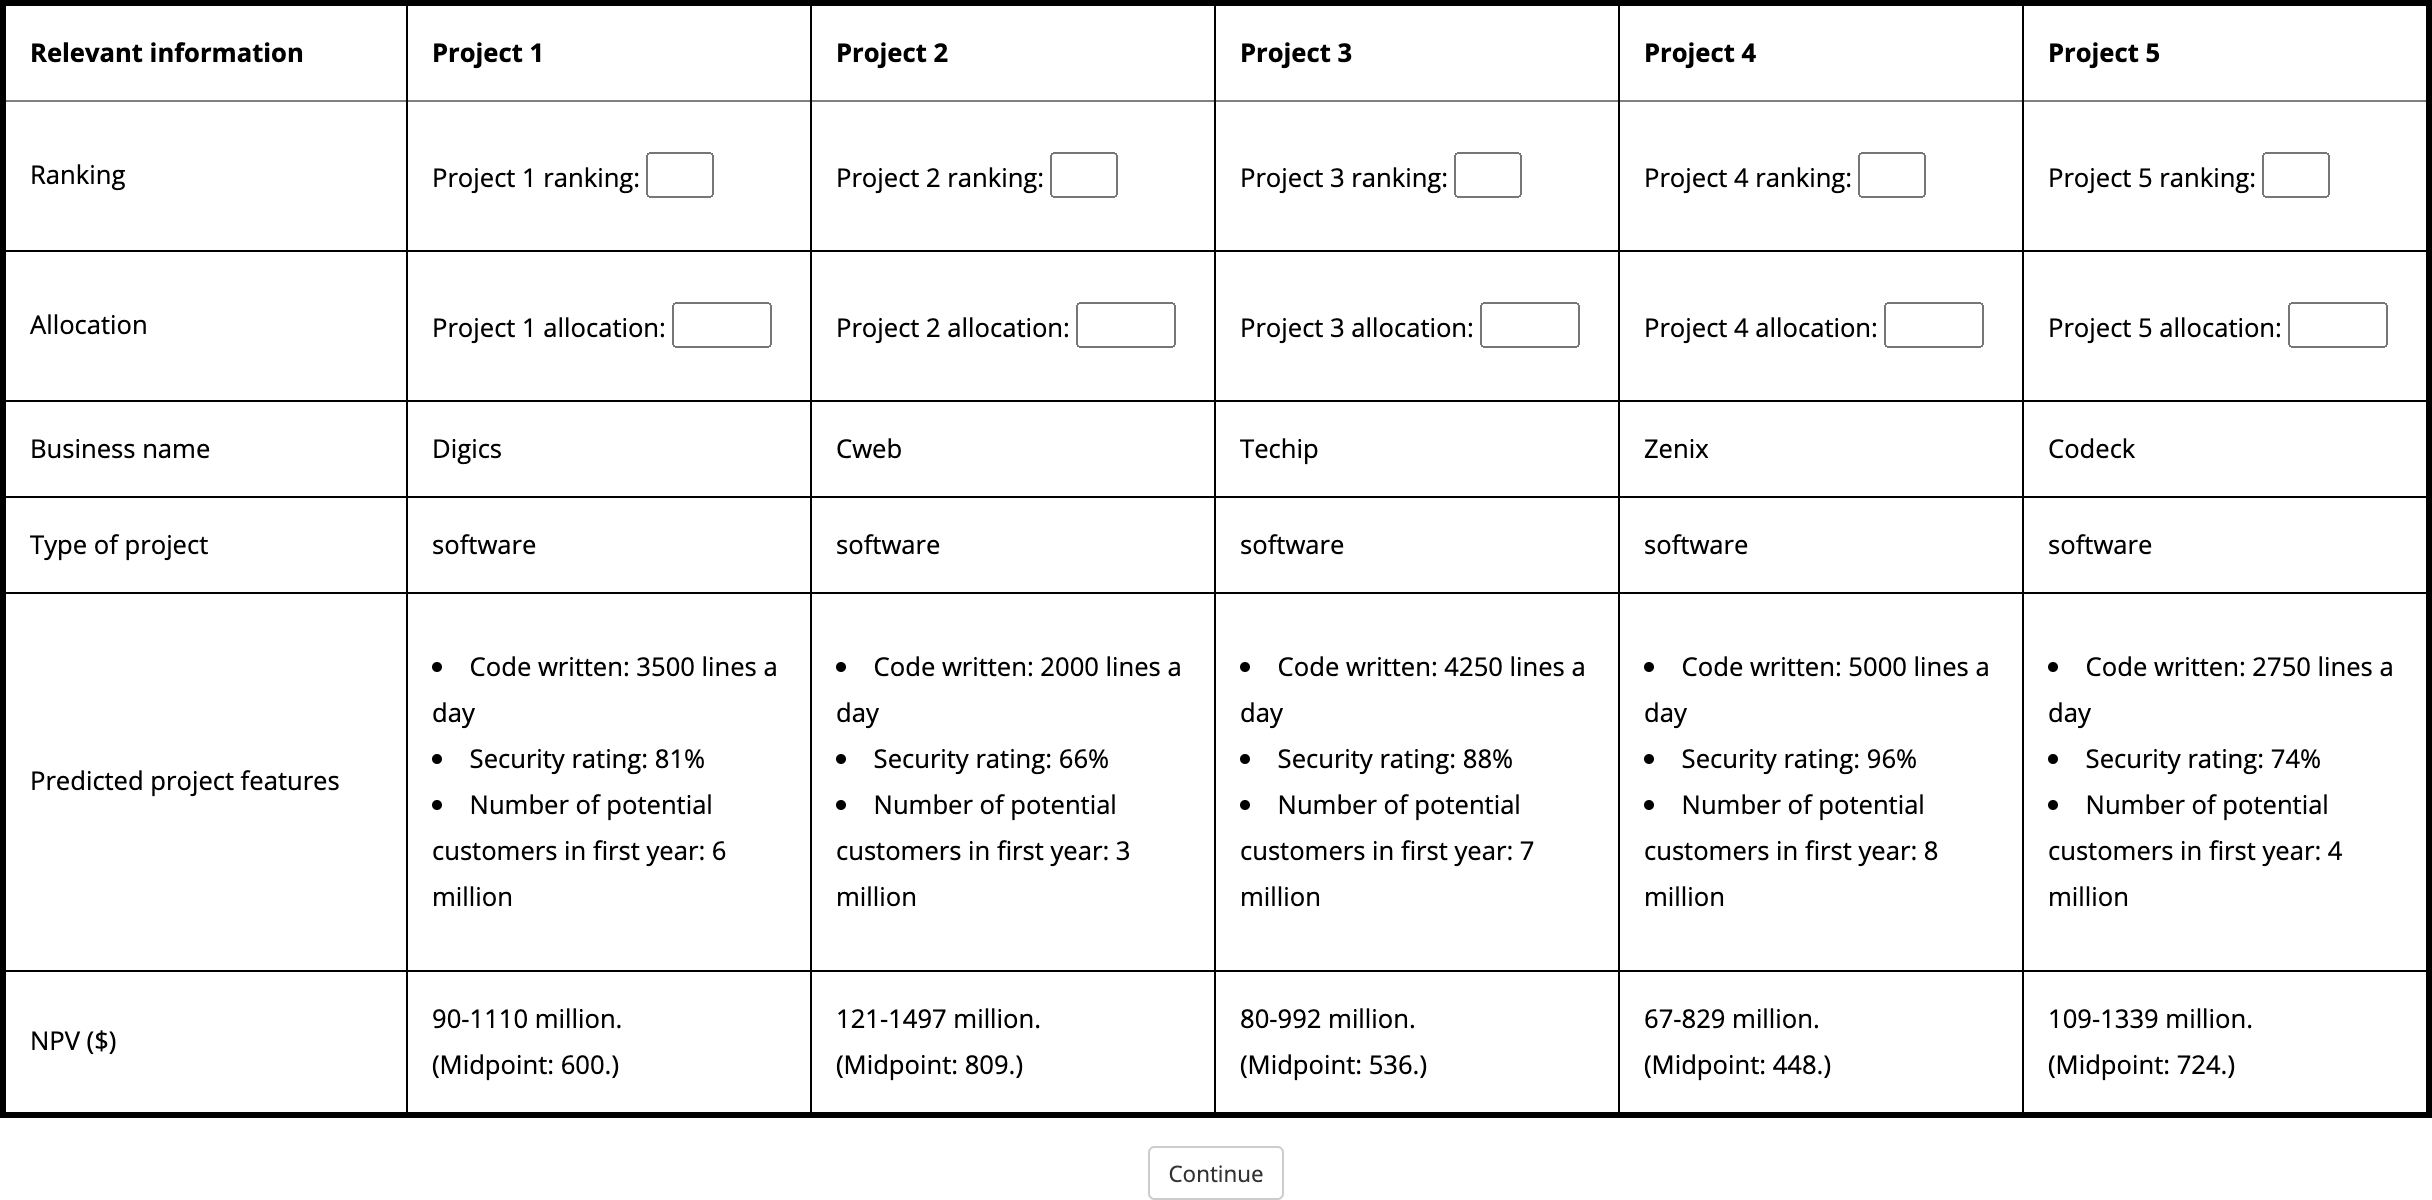 Relevant information Project 1 Project 2 Project 3 Project 4 Project 5
Ranking Project 1 ranking: Project 2 ranking: Project 3 ranking: Project 4 ranking: Project 5 ranking:
Allocation Project 1 allocation: Project 2 allocation: Project 3 allocation: Project 4 allocation: Project 5 allocation:
Business name Digics Cweb Techip Zenix Codeck
Type of project software software software software software
Predicted project features
• Code written: 3500 lines a
day
• Security rating: 81%
• Number of potential
customers in first year: 6
million
• Code written: 2000 lines a
day
• Security rating: 66%
• Number of potential
customers in first year: 3
million
• Code written: 4250 lines a
day
• Security rating: 88%
• Number of potential
customers in first year: 7
million
• Code written: 5000 lines a
day
• Security rating: 96%
• Number of potential
customers in first year: 8
million
• Code written: 2750 lines a
day
• Security rating: 74%
• Number of potential
customers in first year: 4
million
NPV ($)
90-1110 million.
(Midpoint: 600.)
121-1497 million.
(Midpoint: 809.)
80-992 million.
(Midpoint: 536.)
67-829 million.
(Midpoint: 448.)
109-1339 million.
(Midpoint: 724.)
Continue